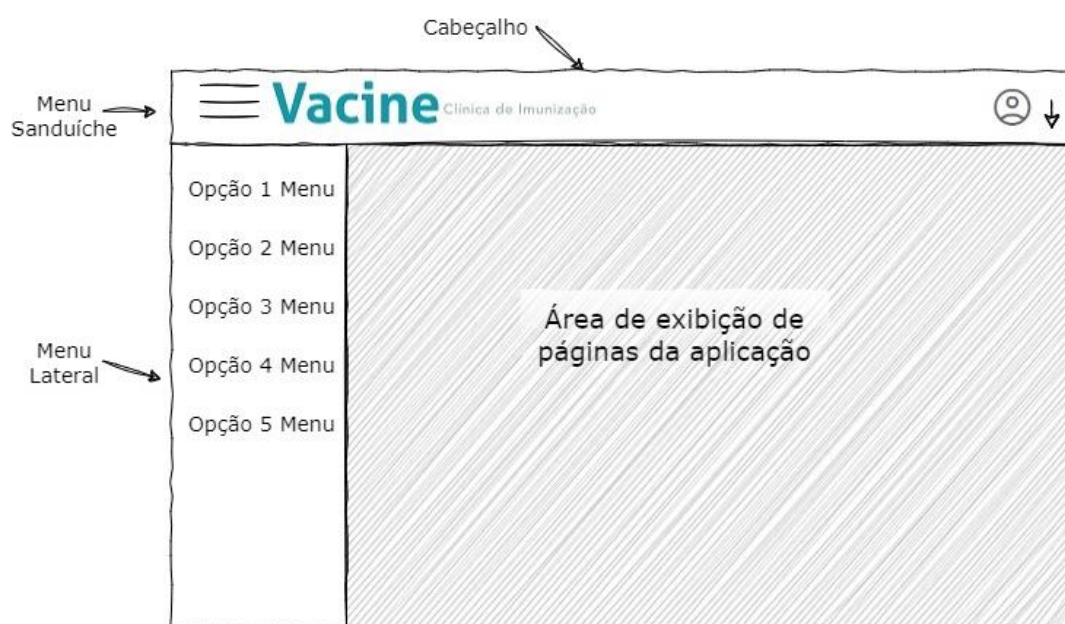 Cabeçalho
Menu
Sanduíche
Vacine Clínica de Imunização
Opção 1 Menu
Opção 2 Menu
Opção 3 Menu
Opção 4 Menu
Opção 5 Menu
Menu
Lateral
Área de exibição de
páginas da aplicação